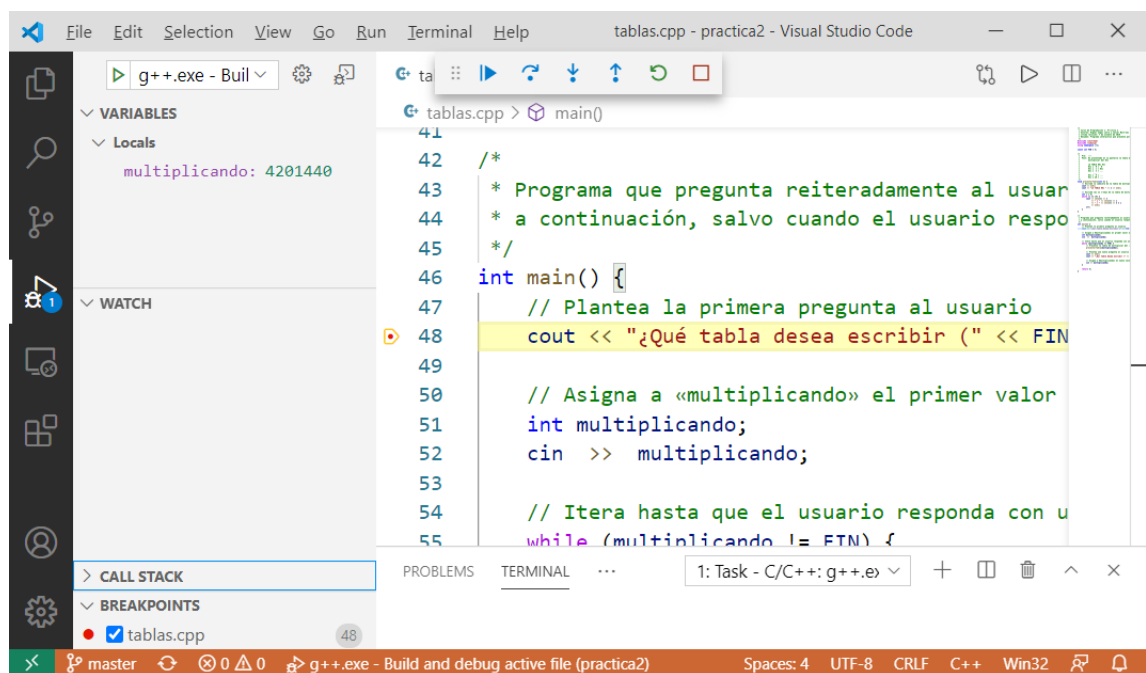 File Edit Selection View Go Run Terminal Help tablas.cpp - practica2 - Visual Studio Code
g++.exe - Buil
ta
VARIABLES
Locals
multiplicando: 4201440
WATCH
CALL STACK
BREAKPOINTS
tablas.cpp 48
1
tablas.cpp > main()
41
42 /*
43 * Programa que pregunta reiteradamente al usuar
44 * a continuación, salvo cuando el usuario respo
45 */
46 int main() {
47 // Plantea la primera pregunta al usuario
48 cout << "¿Qué tabla desea escribir (" << FIN
49
50 // Asigna a «multiplicando» el primer valor
51 int multiplicando;
52 cin >> multiplicando;
53
54 // Itera hasta que el usuario responda con u
55 while (multiplicando != FIN) {
PROBLEMS TERMINAL ··· 1: Task - C/C++: g++.e
master 0 0 g++.exe - Build and debug active file (practica2) Spaces: 4 UTF-8 CRLF C++ Win32